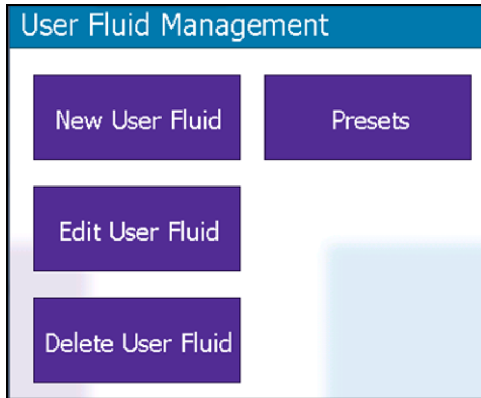 User Fluid Management
New User Fluid
Presets
Edit User Fluid
Delete User Fluid